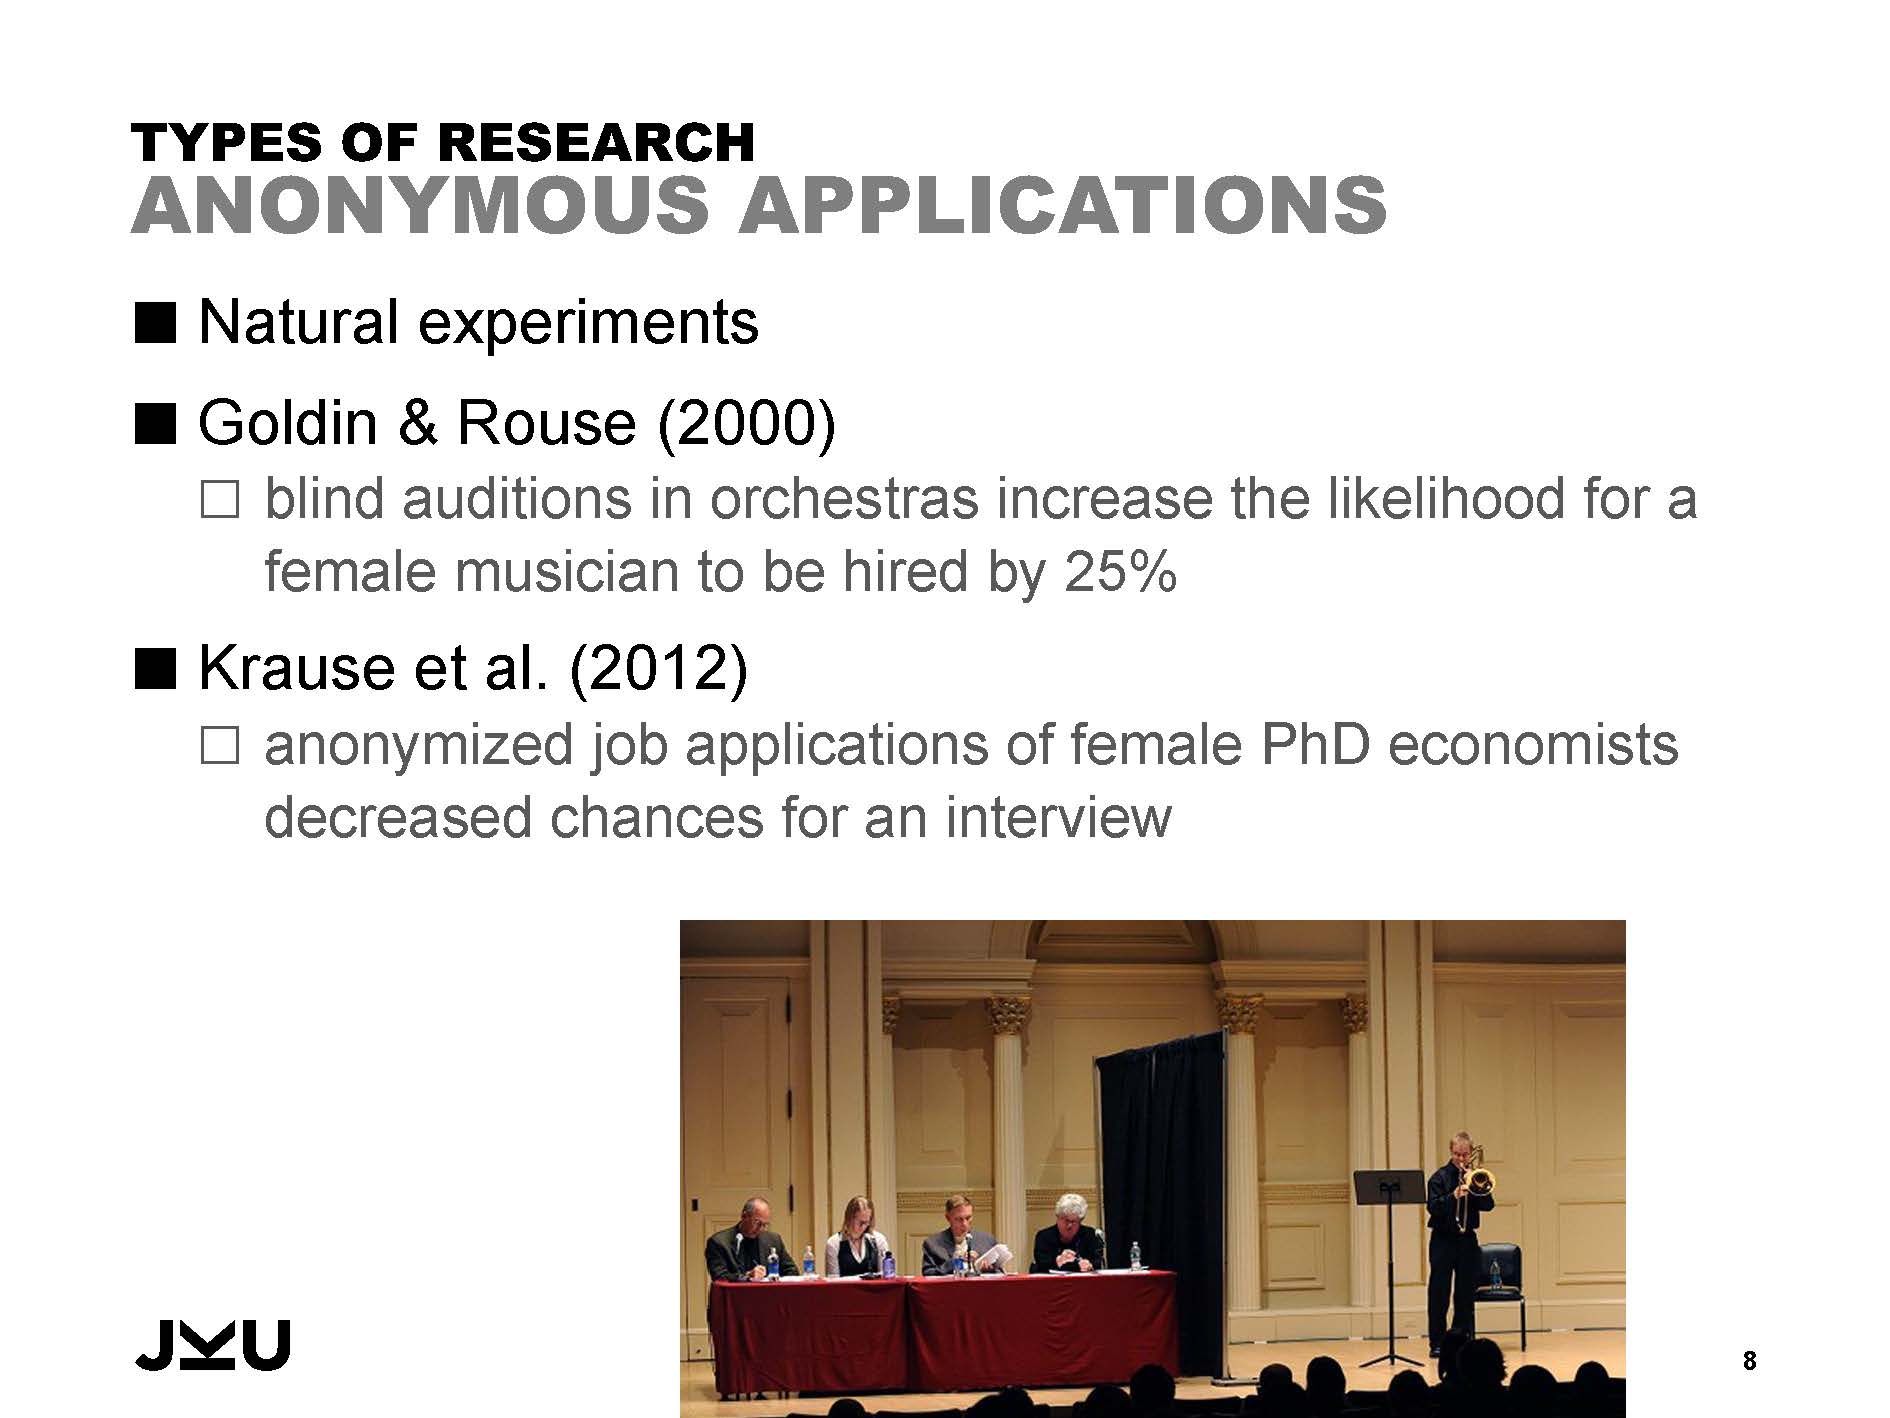 TYPES OF RESEARCH
ANONYMOUS APPLICATIONS
■ Natural experiments
■ Goldin & Rouse (2000)
□ blind auditions in orchestras increase the likelihood for a
female musician to be hired by 25%
■ Krause et al. (2012)
□ anonymized job applications of female PhD economists
decreased chances for an interview
JKU
8